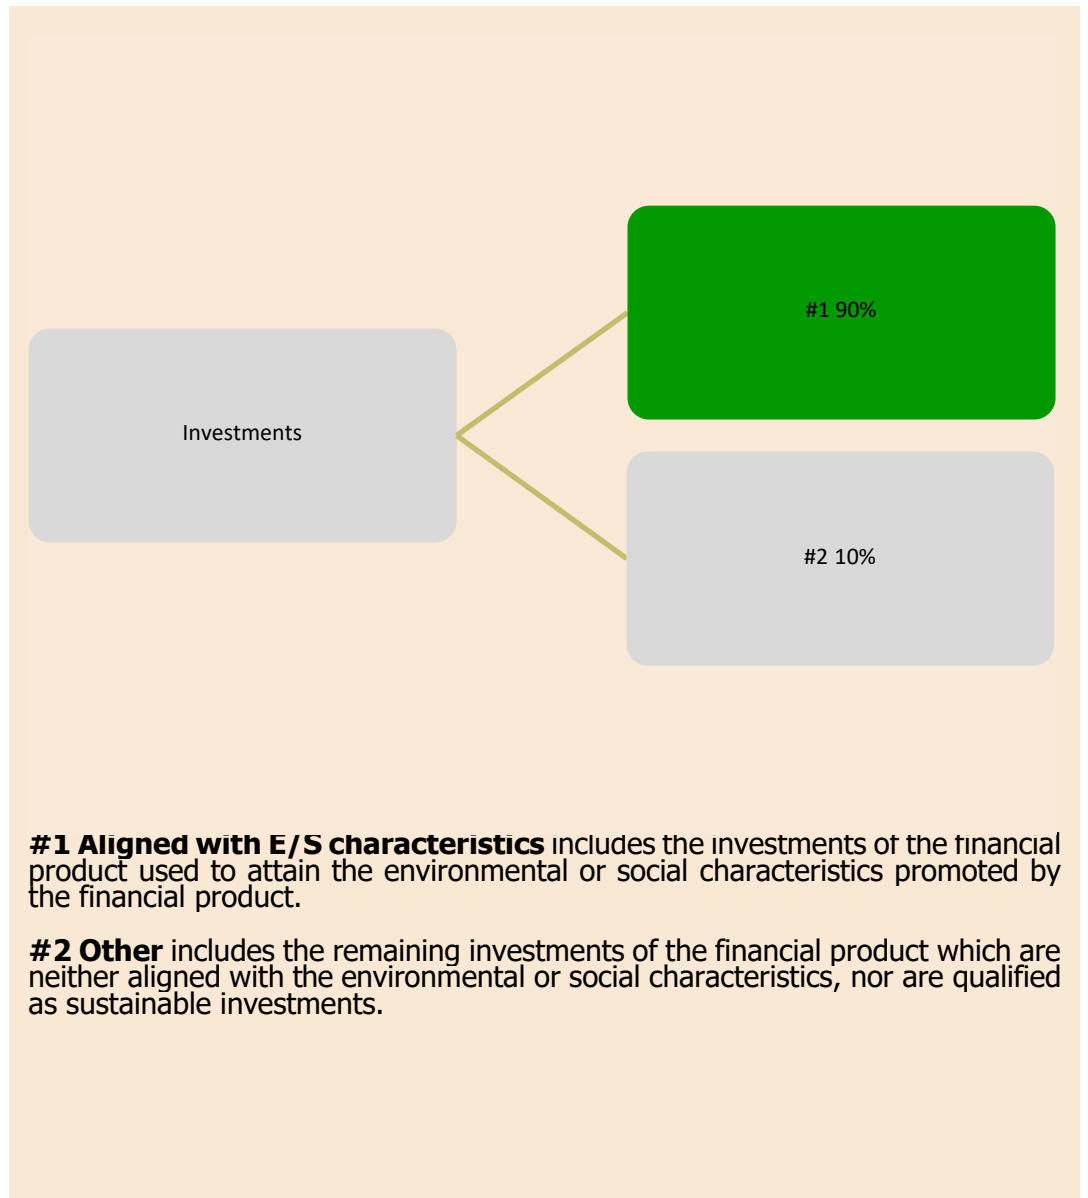 #1 90%
Investments
#2 10%
#1 Aligned with E/S characteristics includes the investments of the financial
product used to attain the environmental or social characteristics promoted by
the financial product.
#2 Other includes the remaining investments of the financial product which are
neither aligned with the environmental or social characteristics, nor are qualified
as sustainable investments.